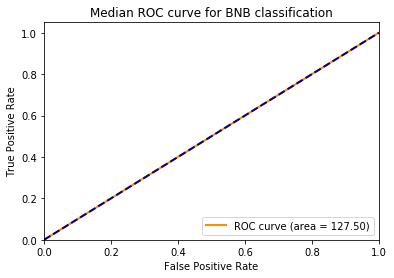 Median ROC curve for BNB classification
1.0
0.8
0.6
0.4
0.2
0.0
True Positive Rate
ROC curve (area = 127.50)
0.0 0.2 0.4 0.6 0.8 1.0
False Positive Rate